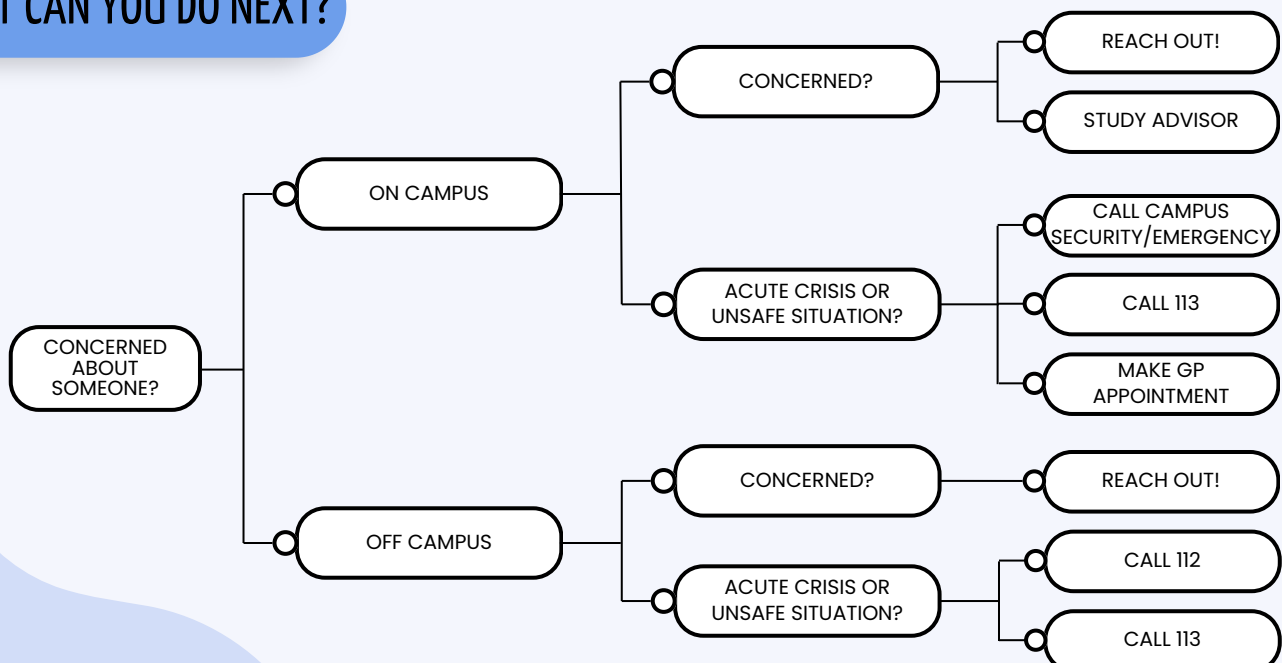 T CAN YOU DO NEXT?
CONCERNED
ABOUT
SOMEONE?
ON CAMPUS
CONCERNED?
REACH OUT!
STUDY ADVISOR
ACUTE CRISIS OR
UNSAFE SITUATION?
CALL CAMPUS
SECURITY/EMERGENCY
CALL 113
MAKE GP
APPOINTMENT
OFF CAMPUS
CONCERNED?
REACH OUT!
ACUTE CRISIS OR
UNSAFE SITUATION?
CALL 112
CALL 113